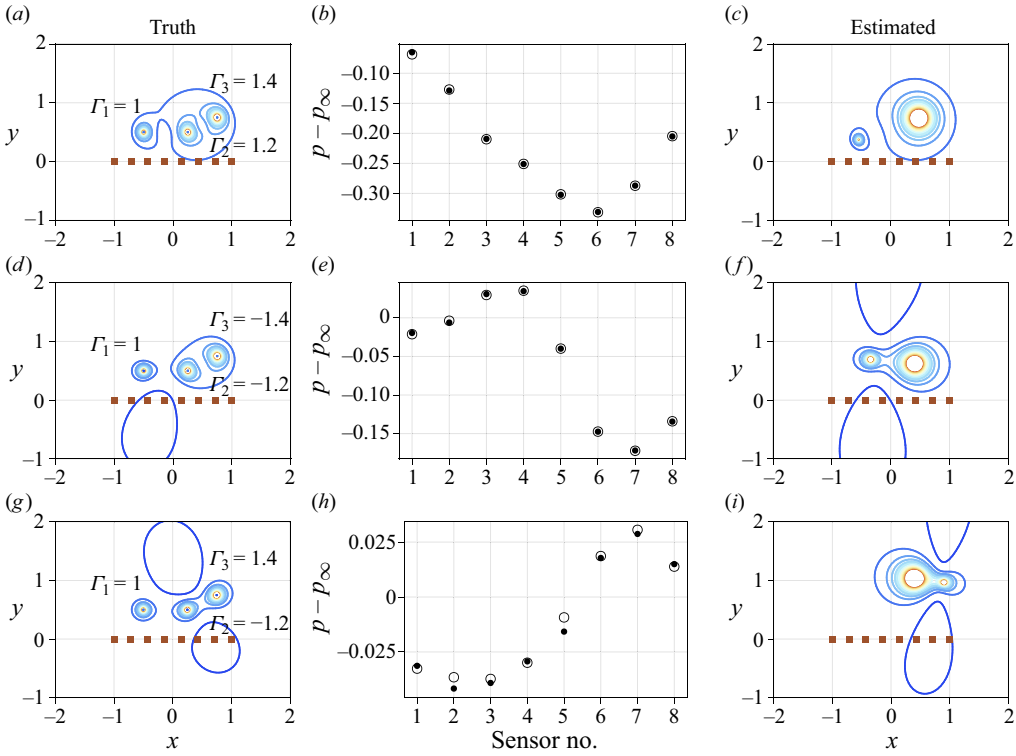 (a) Truth (b) (c) Estimated
2 1 0 –1 y Γ1 = 1 Γ3 = 1.4 Γ2 = 1.2
–2 –1 0 1 2
p – p∞ –0.10 –0.15 –0.20 –0.25 –0.30
1 2 3 4 5 6 7 8
y 2 1 0 –1
–2 –1 0 1 2
(d) (e) (f)
2 1 0 –1 y Γ1 = 1 Γ3 = –1.4 Γ2 = –1.2
–2 –1 0 1 2
p – p∞ 0 –0.05 –0.10 –0.15
1 2 3 4 5 6 7 8
y 2 1 0 –1
–2 –1 0 1 2
(g) (h) (i)
2 1 0 –1 y Γ1 = 1 Γ3 = 1.4 Γ2 = –1.2
–2 –1 0 1 2
x
p – p∞ 0.025 0 –0.025
1 2 3 4 5 6 7 8
Sensor no.
y 2 1 0 –1
–2 –1 0 1 2
x